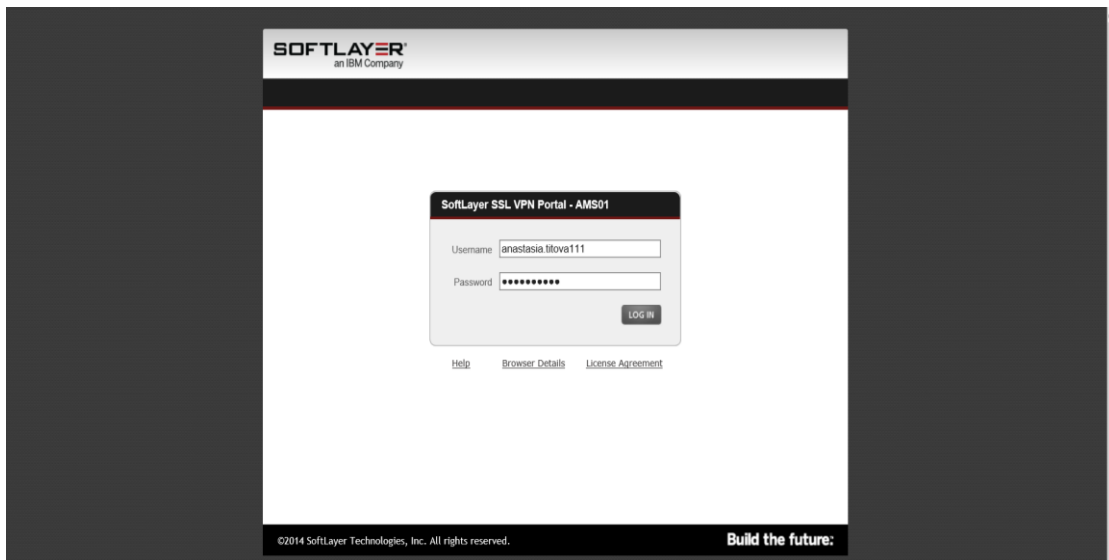 SOFTLAYER®
an IBM Company
SoftLayer SSL VPN Portal - AMS01
Username anastasia.titova111
Password ●●●●●●●●●●
LOG IN
Help Browser Details License Agreement
©2014 SoftLayer Technologies, Inc. All rights reserved. Build the future: